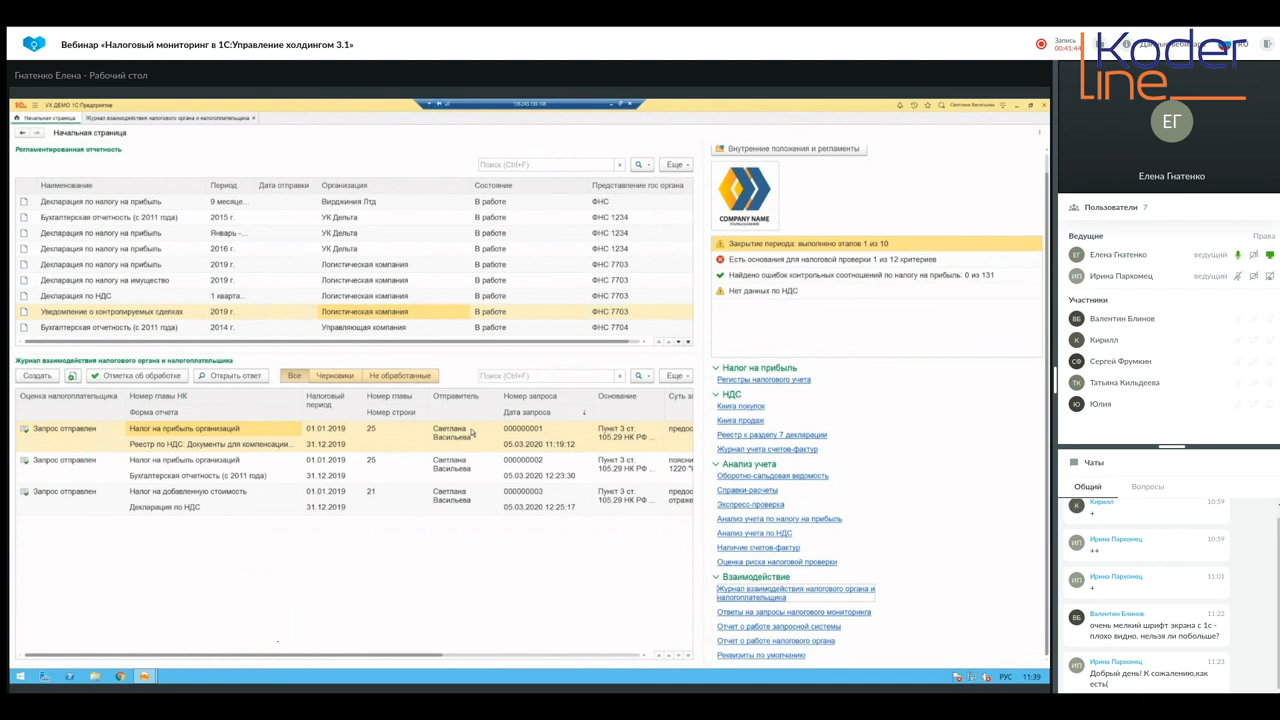 Вебинар «Налоговый мониторинг в 1С:Управление холдингом 3.1»
Запись
00:41:44
RU
Koder
line
Гнатенко Елена - Рабочий стол
УХ ДЕМО 1С:Предприятие
Светлана Васильева
Начальная страница
Журнал взаимодействия налогового органа и налогоплательщика ×
Начальная страница
Регламентированная отчетность
Поиск (Ctrl+F) ×
Еще
Наименование Период Дата отправки Организация Состояние Представление гос органа
Декларация по налогу на прибыль 9 месяце... Вирджиния Лтд В работе ФНС
Бухгалтерская отчетность (с 2011 года) 2015 г. УК Дельта В работе ФНС 1234
Декларация по налогу на прибыль Январь -... УК Дельта В работе ФНС 1234
Декларация по налогу на прибыль 2016 г. УК Дельта В работе ФНС 1234
Декларация по налогу на прибыль 2019 г. Логистическая компания В работе ФНС 7703
Декларация по налогу на имущество 2019 г. Логистическая компания В работе ФНС 7703
Декларация по НДС 1 кварта... Логистическая компания В работе ФНС 7703
Уведомление о контролируемых сделках 2019 г. Логистическая компания В работе ФНС 7703
Бухгалтерская отчетность (с 2011 года) 2014 г. Управляющая компания В работе ФНС 7704
Журнал взаимодействия налогового органа и налогоплательщика
Создать Отметка об обработке Открыть ответ Все Черновики Не обработанные Поиск (Ctrl+F) × Еще
Оценка налогоплательщика Номер главы НК Налоговый период Номер главы Отправитель Номер запроса Основание Суть за
Форма отчета Номер строки Дата запроса ↓
Запрос отправлен Налог на прибыль организаций 01.01.2019 25 Светлана Васильева 000000001 Пункт 3 ст. 105.29 НК РФ ... предос
Реестр по НДС: Документы для компенсации... 31.12.2019 05.03.2020 11:19:12
Запрос отправлен Налог на прибыль организаций 01.01.2019 25 Светлана Васильева 000000002 Пункт 3 ст. 105.29 НК РФ ... поясни 1220 "
Бухгалтерская отчетность (с 2011 года) 31.12.2019 05.03.2020 12:23:30
Запрос отправлен Налог на добавленную стоимость 01.01.2019 21 Светлана Васильева 000000003 Пункт 3 ст. 105.29 НК РФ ... предос отраже
Декларация по НДС 31.12.2019 05.03.2020 12:25:17
Внутренние положения и регламенты
COMPANY NAME
Закрытие периода: выполнено этапов 1 из 10
Есть основания для налоговой проверки 1 из 12 критериев
Найдено ошибок контрольных соотношений по налогу на прибыль: 0 из 131
Нет данных по НДС
Налог на прибыль
Регистры налогового учета
НДС
Книга покупок
Книга продаж
Реестр к разделу 7 декларации
Журнал учета счетов-фактур
Анализ учета
Оборотно-сальдовая ведомость
Справки-расчеты
Экспресс-проверка
Анализ учета по налогу на прибыль
Анализ учета по НДС
Наличие счетов-фактур
Оценка риска налоговой проверки
Взаимодействие
Журнал взаимодействия налогового органа и
налогоплательщика
Ответы на запросы налогового мониторинга
Отчет о работе запросной системы
Отчет о работе налогового органа
Реквизиты по умолчанию
РУС 11:39
ЕГ
Елена Гнатенко
Пользователи 7
Ведущие Права
ЕГ Елена Гнатенко ведущий
ИП Ирина Пархомец ведущий
Участники
ВБ Валентин Блинов
К Кирилл
СФ Сергей Фрумкин
ТК Татьяна Кильдеева
Ю Юлия
Чаты
Общий Вопросы
К Кирилл 10:59
+
ИП Ирина Пархомец 10:59
++
ИП Ирина Пархомец 11:01
+
ВБ Валентин Блинов 11:22
очень мелкий шрифт экрана с 1с -
плохо видно. нельзя ли побольше?
ИП Ирина Пархомец 11:23
Добрый день! К сожалению,как
есть(